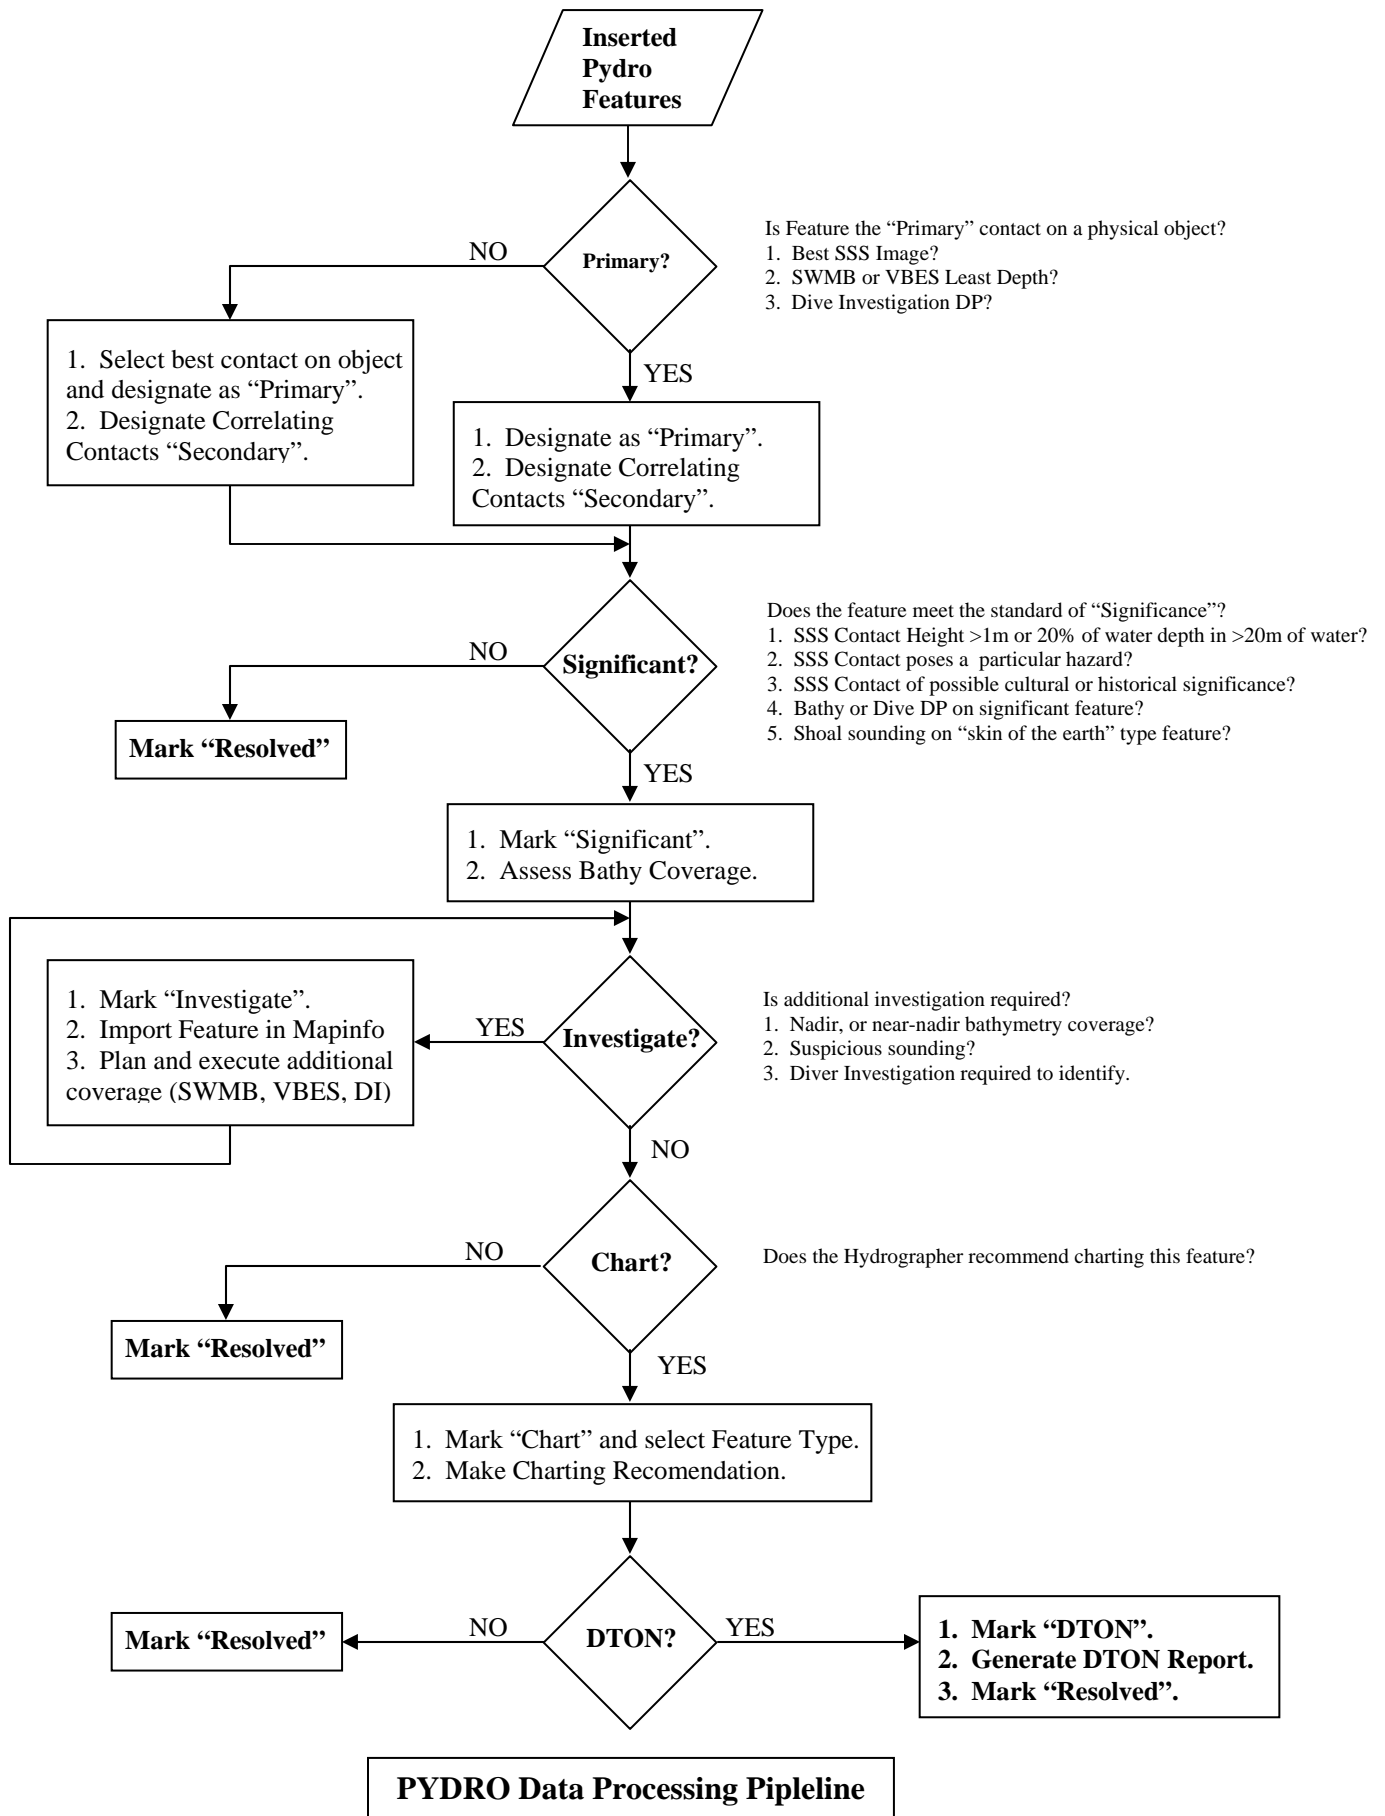 Inserted
Pydro
Features
Primary?
NO
Is Feature the “Primary” contact on a physical object?
1. Best SSS Image?
2. SWMB or VBES Least Depth?
3. Dive Investigation DP?
YES
1. Select best contact on object
and designate as “Primary”.
2. Designate Correlating
Contacts “Secondary”.
1. Designate as “Primary”.
2. Designate Correlating
Contacts “Secondary”.
Significant?
NO
Does the feature meet the standard of “Significance”?
1. SSS Contact Height >1m or 20% of water depth in >20m of water?
2. SSS Contact poses a particular hazard?
3. SSS Contact of possible cultural or historical significance?
4. Bathy or Dive DP on significant feature?
5. Shoal sounding on “skin of the earth” type feature?
Mark “Resolved”
YES
1. Mark “Significant”.
2. Assess Bathy Coverage.
1. Mark “Investigate”.
2. Import Feature in Mapinfo
3. Plan and execute additional
coverage (SWMB, VBES, DI)
YES
Investigate?
Is additional investigation required?
1. Nadir, or near-nadir bathymetry coverage?
2. Suspicious sounding?
3. Diver Investigation required to identify.
NO
NO
Chart?
Does the Hydrographer recommend charting this feature?
Mark “Resolved”
YES
1. Mark “Chart” and select Feature Type.
2. Make Charting Recomendation.
Mark “Resolved”
NO
DTON?
YES
1. Mark “DTON”.
2. Generate DTON Report.
3. Mark “Resolved”.
PYDRO Data Processing Pipleline